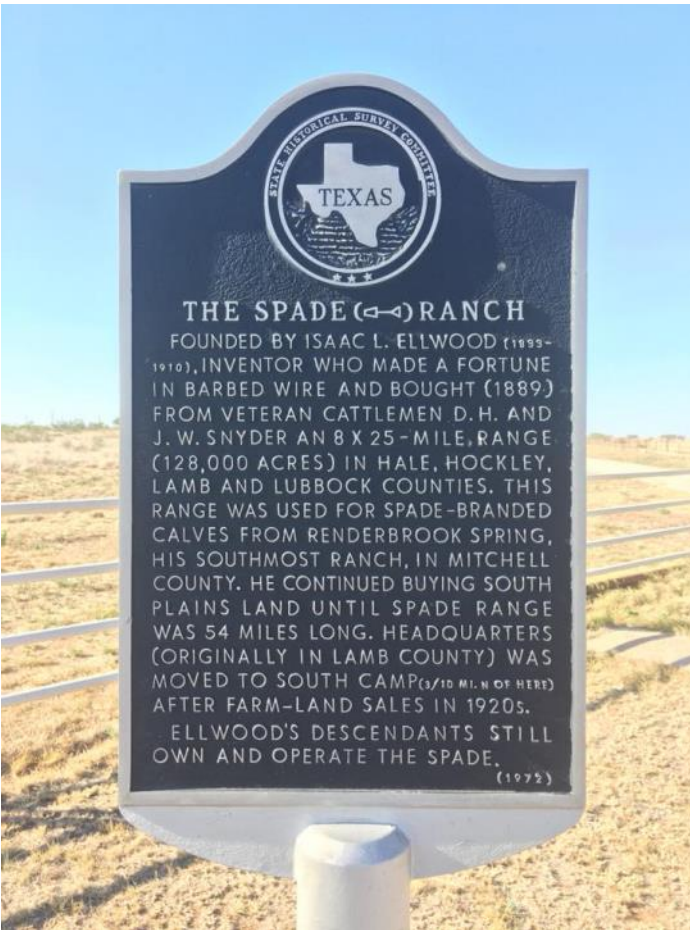 STATE HISTORICAL SURVEY COMMITTEE
TEXAS
THE SPADE ( ) RANCH
FOUNDED BY ISAAC L. ELLWOOD (1833-
1910), INVENTOR WHO MADE A FORTUNE
IN BARBED WIRE AND BOUGHT (1889)
FROM VETERAN CATTLEMEN D. H. AND
J. W. SNYDER AN 8 X 25-MILE RANGE
(128,000 ACRES) IN HALE, HOCKLEY,
LAMB AND LUBBOCK COUNTIES. THIS
RANGE WAS USED FOR SPADE-BRANDED
CALVES FROM RENDERBROOK SPRING,
HIS SOUTHMOST RANCH, IN MITCHELL
COUNTY. HE CONTINUED BUYING SOUTH
PLAINS LAND UNTIL SPADE RANGE
WAS 54 MILES LONG. HEADQUARTERS
(ORIGINALLY IN LAMB COUNTY) WAS
MOVED TO SOUTH CAMP (3/10 MI. N OF HERE)
AFTER FARM-LAND SALES IN 1920s.
ELLWOOD'S DESCENDANTS STILL
OWN AND OPERATE THE SPADE.
(1972)